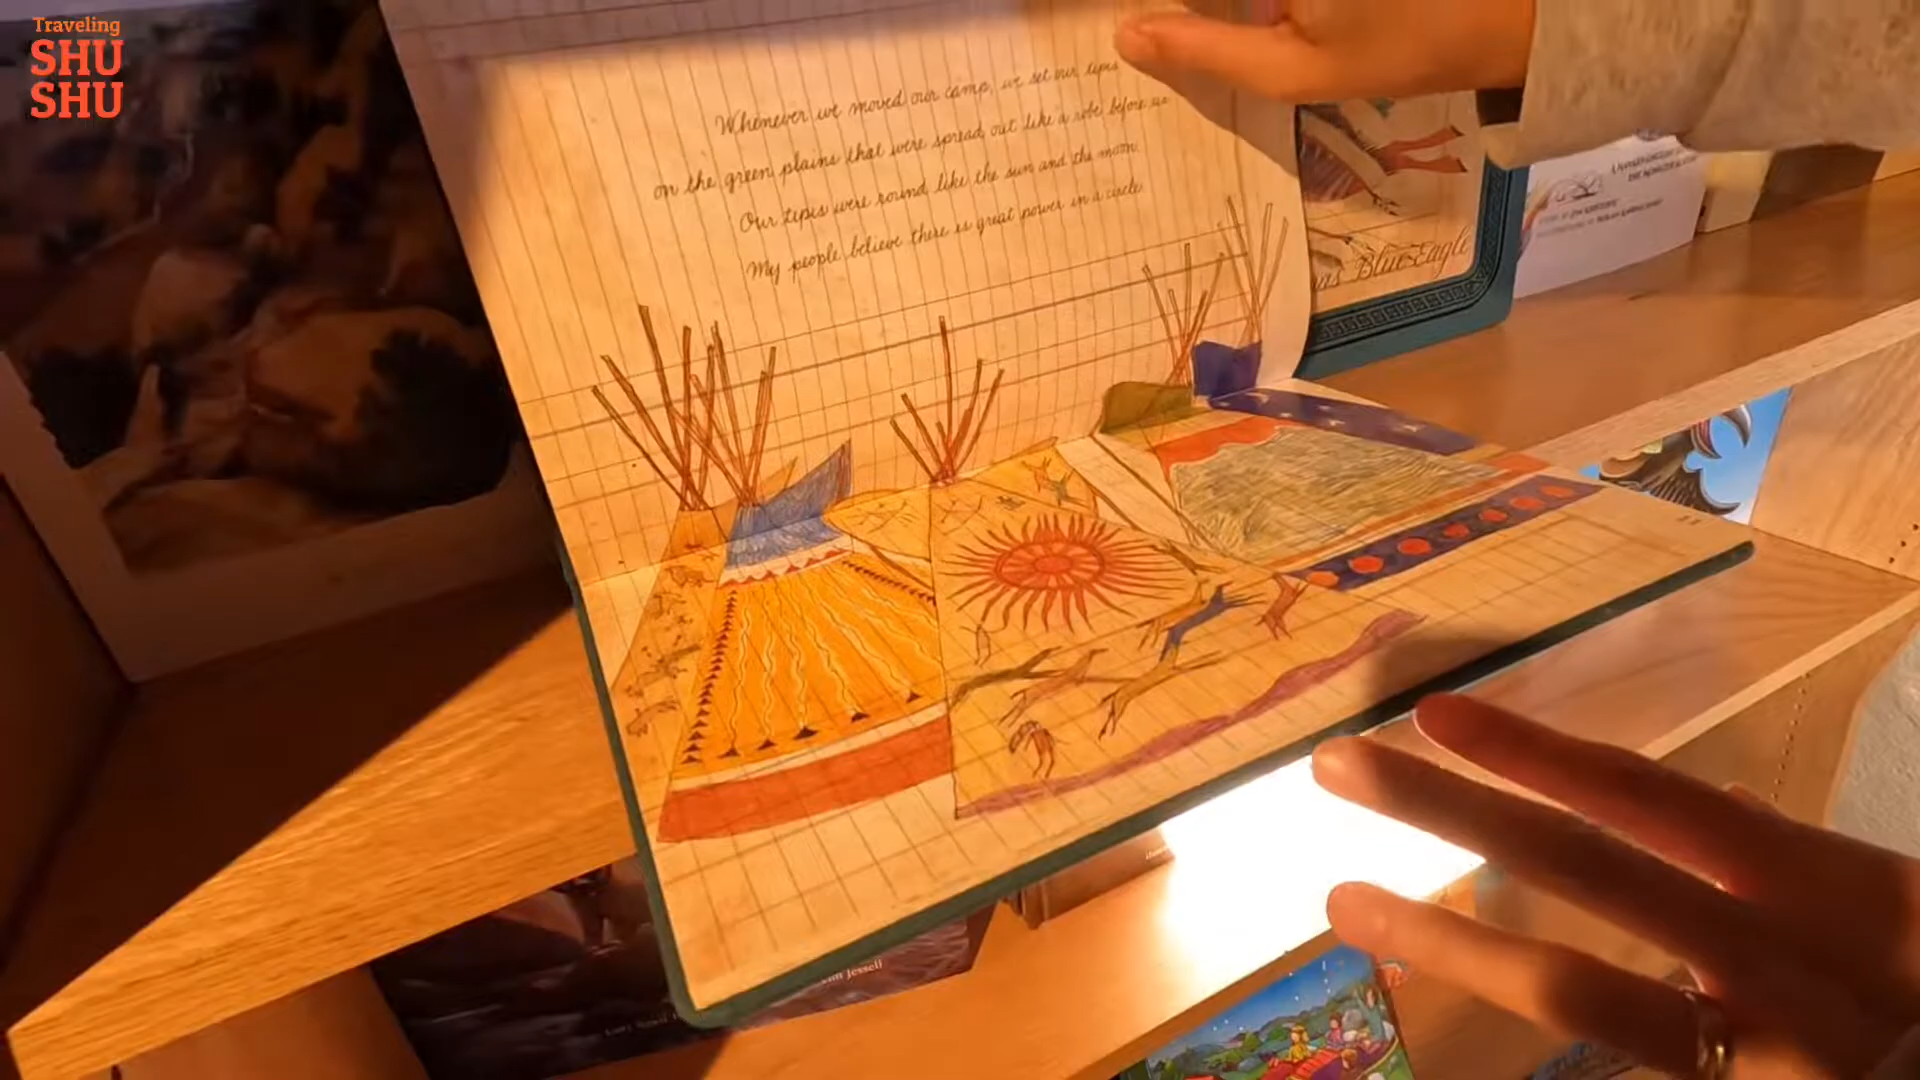 Traveling
SHU
SHU
Whenever we moved our camp, we set our tipis
on the green plains that were spread out like a robe before us.
Our tipis were round, like the sun and the moon.
My people believe there is great power in a circle.
Blue Eagle
Jessell